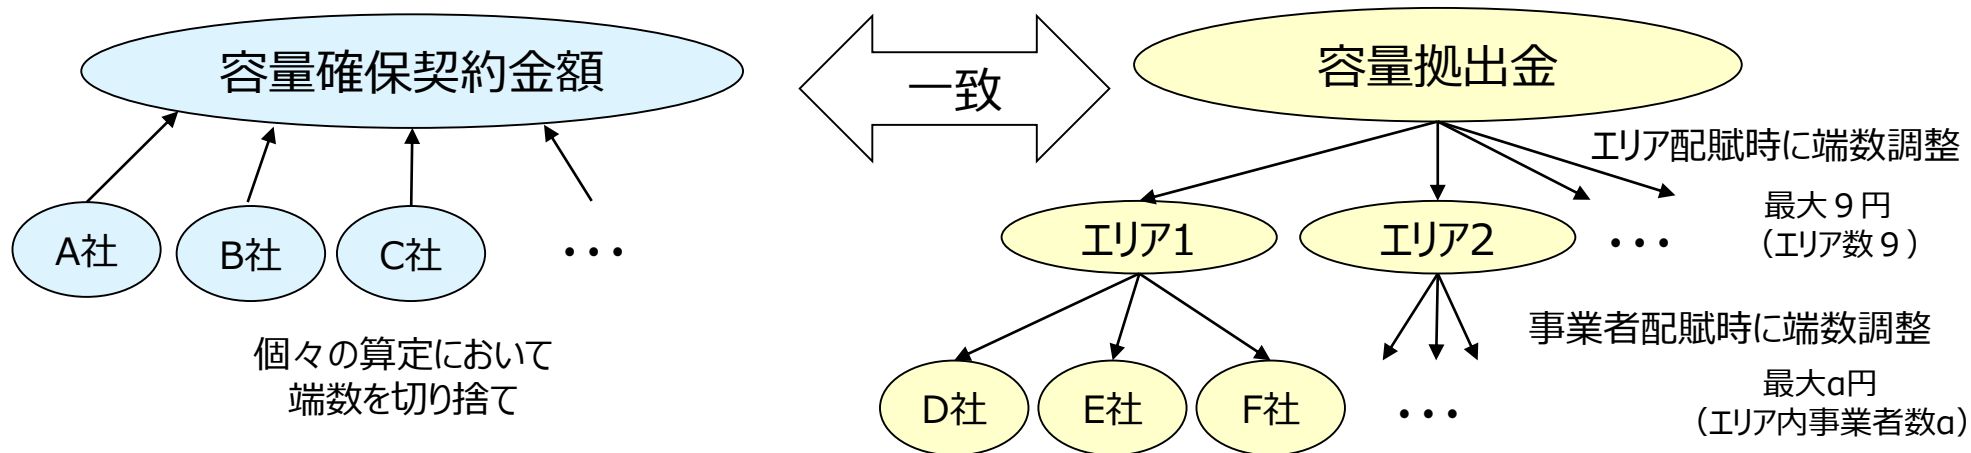 容量確保契約金額
一致
容量拠出金
エリア配賦時に端数調整
最大９円
（エリア数９）
A社
B社
C社
・・・
エリア1
エリア2
・・・
個々の算定において
端数を切り捨て
事業者配賦時に端数調整
最大α円
（エリア内事業者数α）
D社
E社
F社
・・・